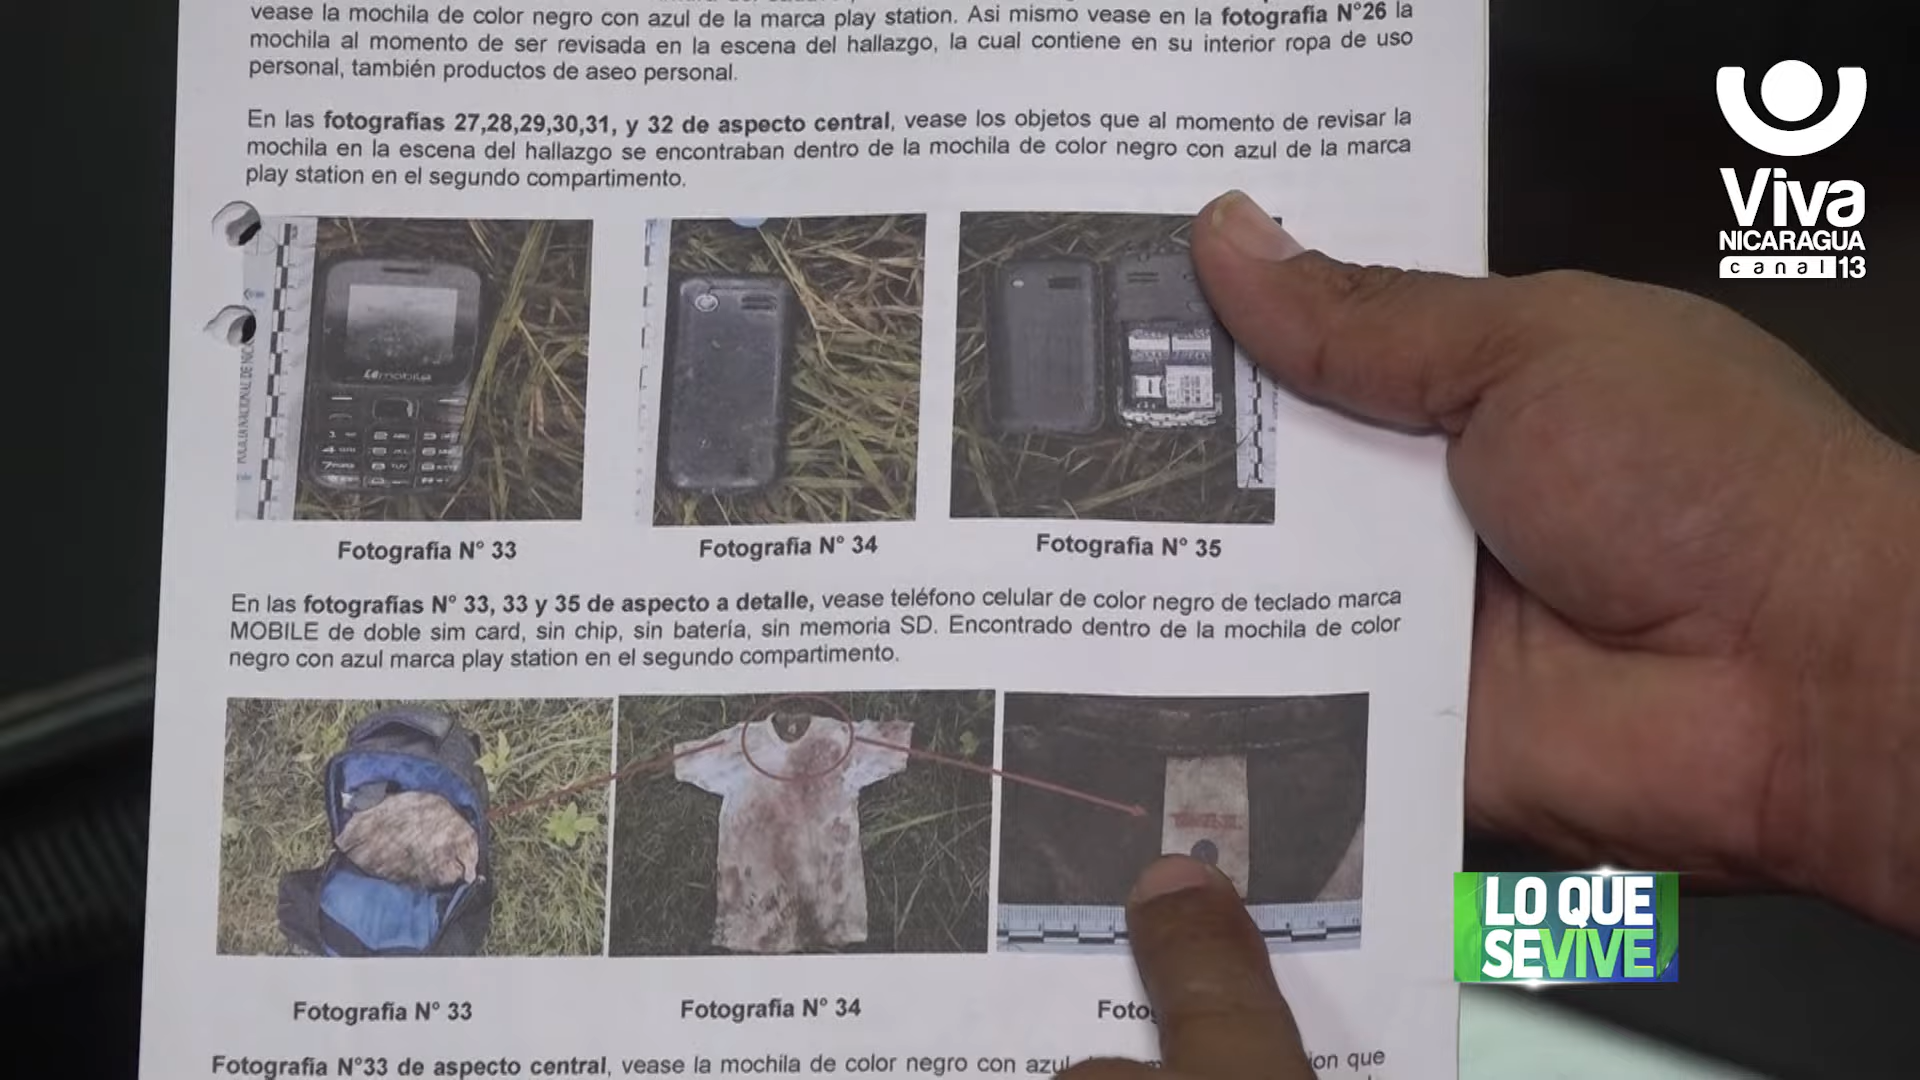 vease la mochila de color negro con azul de la marca play station. Asi mismo vease en la fotografía N°26 la
mochila al momento de ser revisada en la escena del hallazgo, la cual contiene en su interior ropa de uso
personal, también productos de aseo personal.
En las fotografías 27,28,29,30,31, y 32 de aspecto central, vease los objetos que al momento de revisar la
mochila en la escena del hallazgo se encontraban dentro de la mochila de color negro con azul de la marca
play station en el segundo compartimento.
Fotografía N° 33
Fotografía N° 34
Fotografía N° 35
En las fotografías N° 33, 33 y 35 de aspecto a detalle, vease teléfono celular de color negro de teclado marca
MOBILE de doble sim card, sin chip, sin batería, sin memoria SD. Encontrado dentro de la mochila de color
negro con azul marca play station en el segundo compartimento.
Fotografía N° 33
Fotografía N° 34
Fotografía N°33 de aspecto central, vease la mochila de color negro con azul que
Viva
NICARAGUA
canal 13
LO QUE
SE VIVE